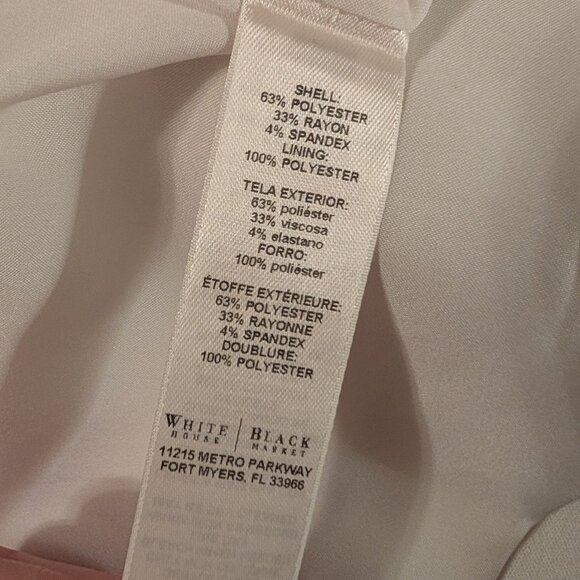 SHELL:
63% POLYESTER
33% RAYON
4% SPANDEX
LINING:
100% POLYESTER
TELA EXTERIOR:
63% poliéster
33% viscosa
4% elastano
FORRO:
100% poliéster
ÉTOFFE EXTÉRIEURE:
63% POLYESTER
33% RAYONNE
4% SPANDEX
DOUBLURE:
100% POLYESTER
WHITE HOUSE | BLACK MARKET
11215 METRO PARKWAY
FORT MYERS, FL 33966